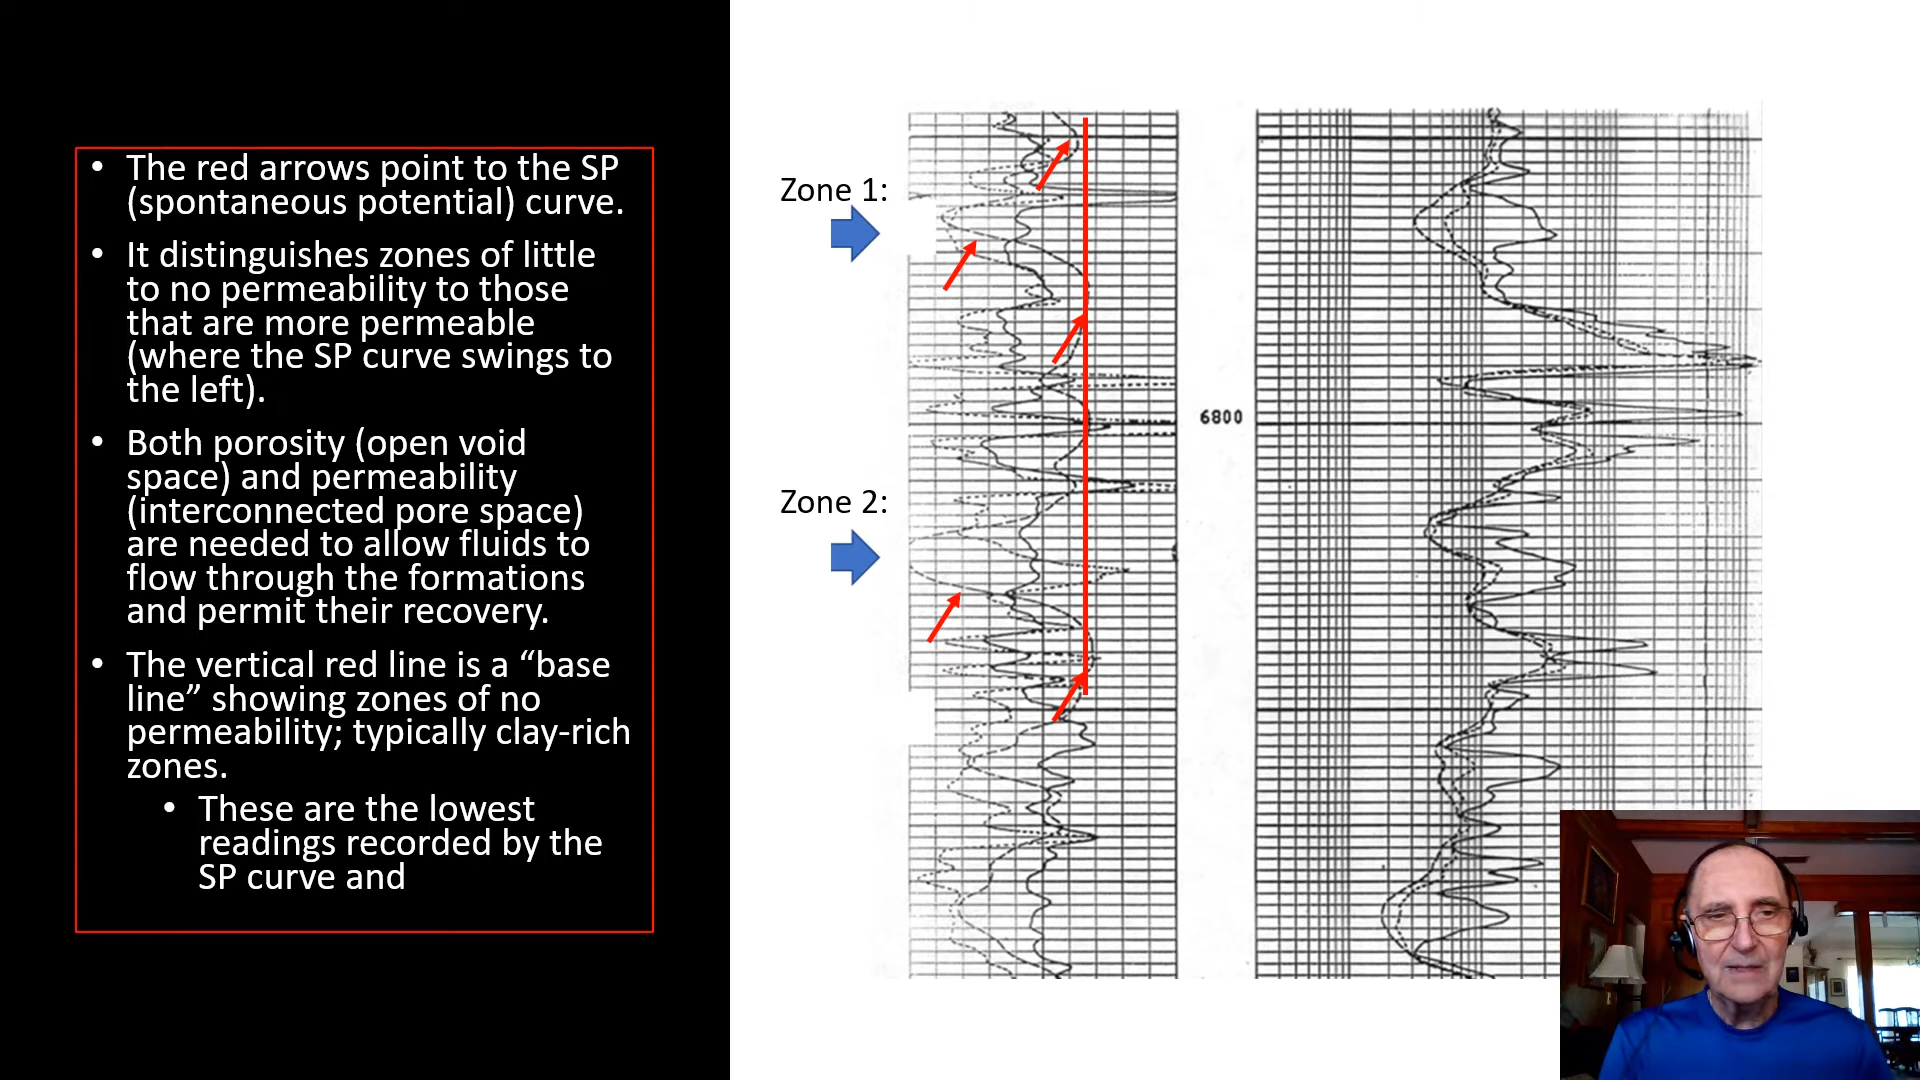 • The red arrows point to the SP
(spontaneous potential) curve.
• It distinguishes zones of little
to no permeability to those
that are more permeable
(where the SP curve swings to
the left).
• Both porosity (open void
space) and permeability
(interconnected pore space)
are needed to allow fluids to
flow through the formations
and permit their recovery.
• The vertical red line is a “base
line” showing zones of no
permeability; typically clay-rich
zones.
• These are the lowest
readings recorded by the
SP curve and
Zone 1:
6800
Zone 2: